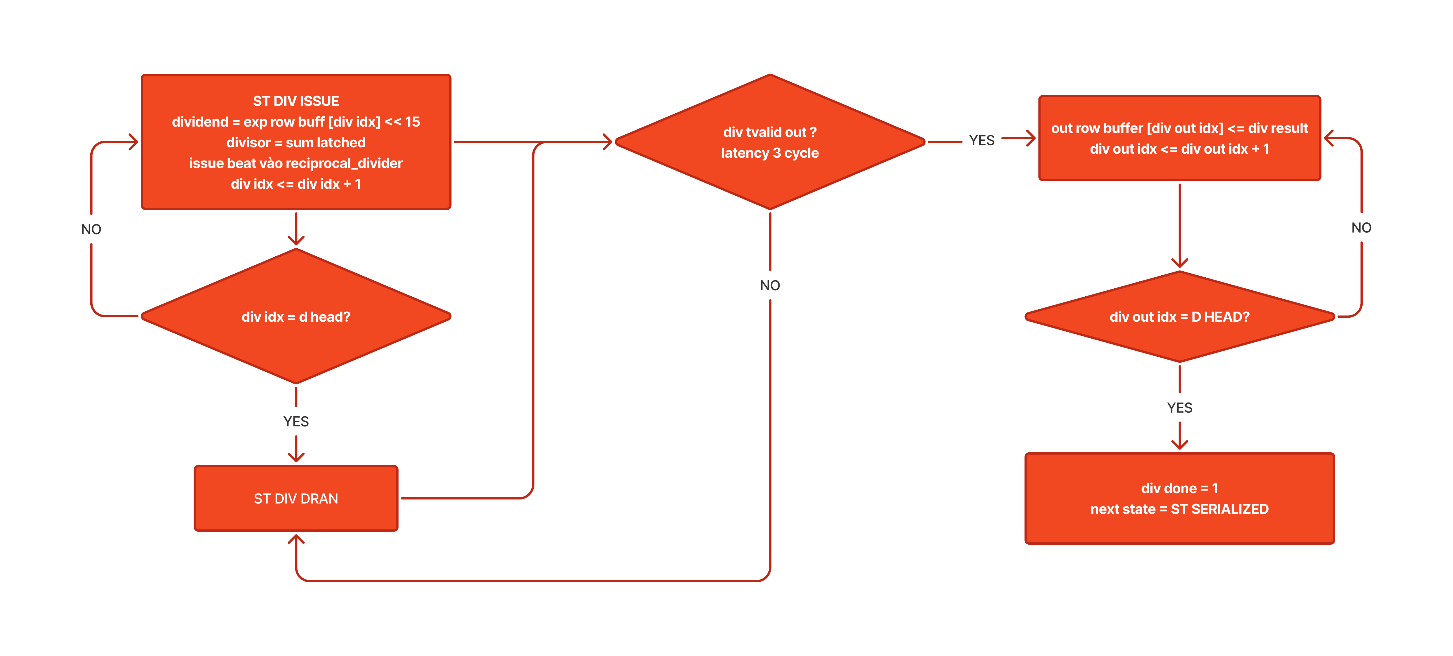 ST DIV ISSUE
dividend = exp row buff [div idx] << 15
divisor = sum latched
issue beat vào reciprocal_divider
div idx <= div idx + 1
NO
div idx = d head?
YES
ST DIV DRAN
div tvalid out ?
latency 3 cycle
NO
YES
out row buffer [div out idx] <= div result
div out idx <= div out idx + 1
NO
div out idx = D HEAD?
YES
div done = 1
next state = ST SERIALIZED